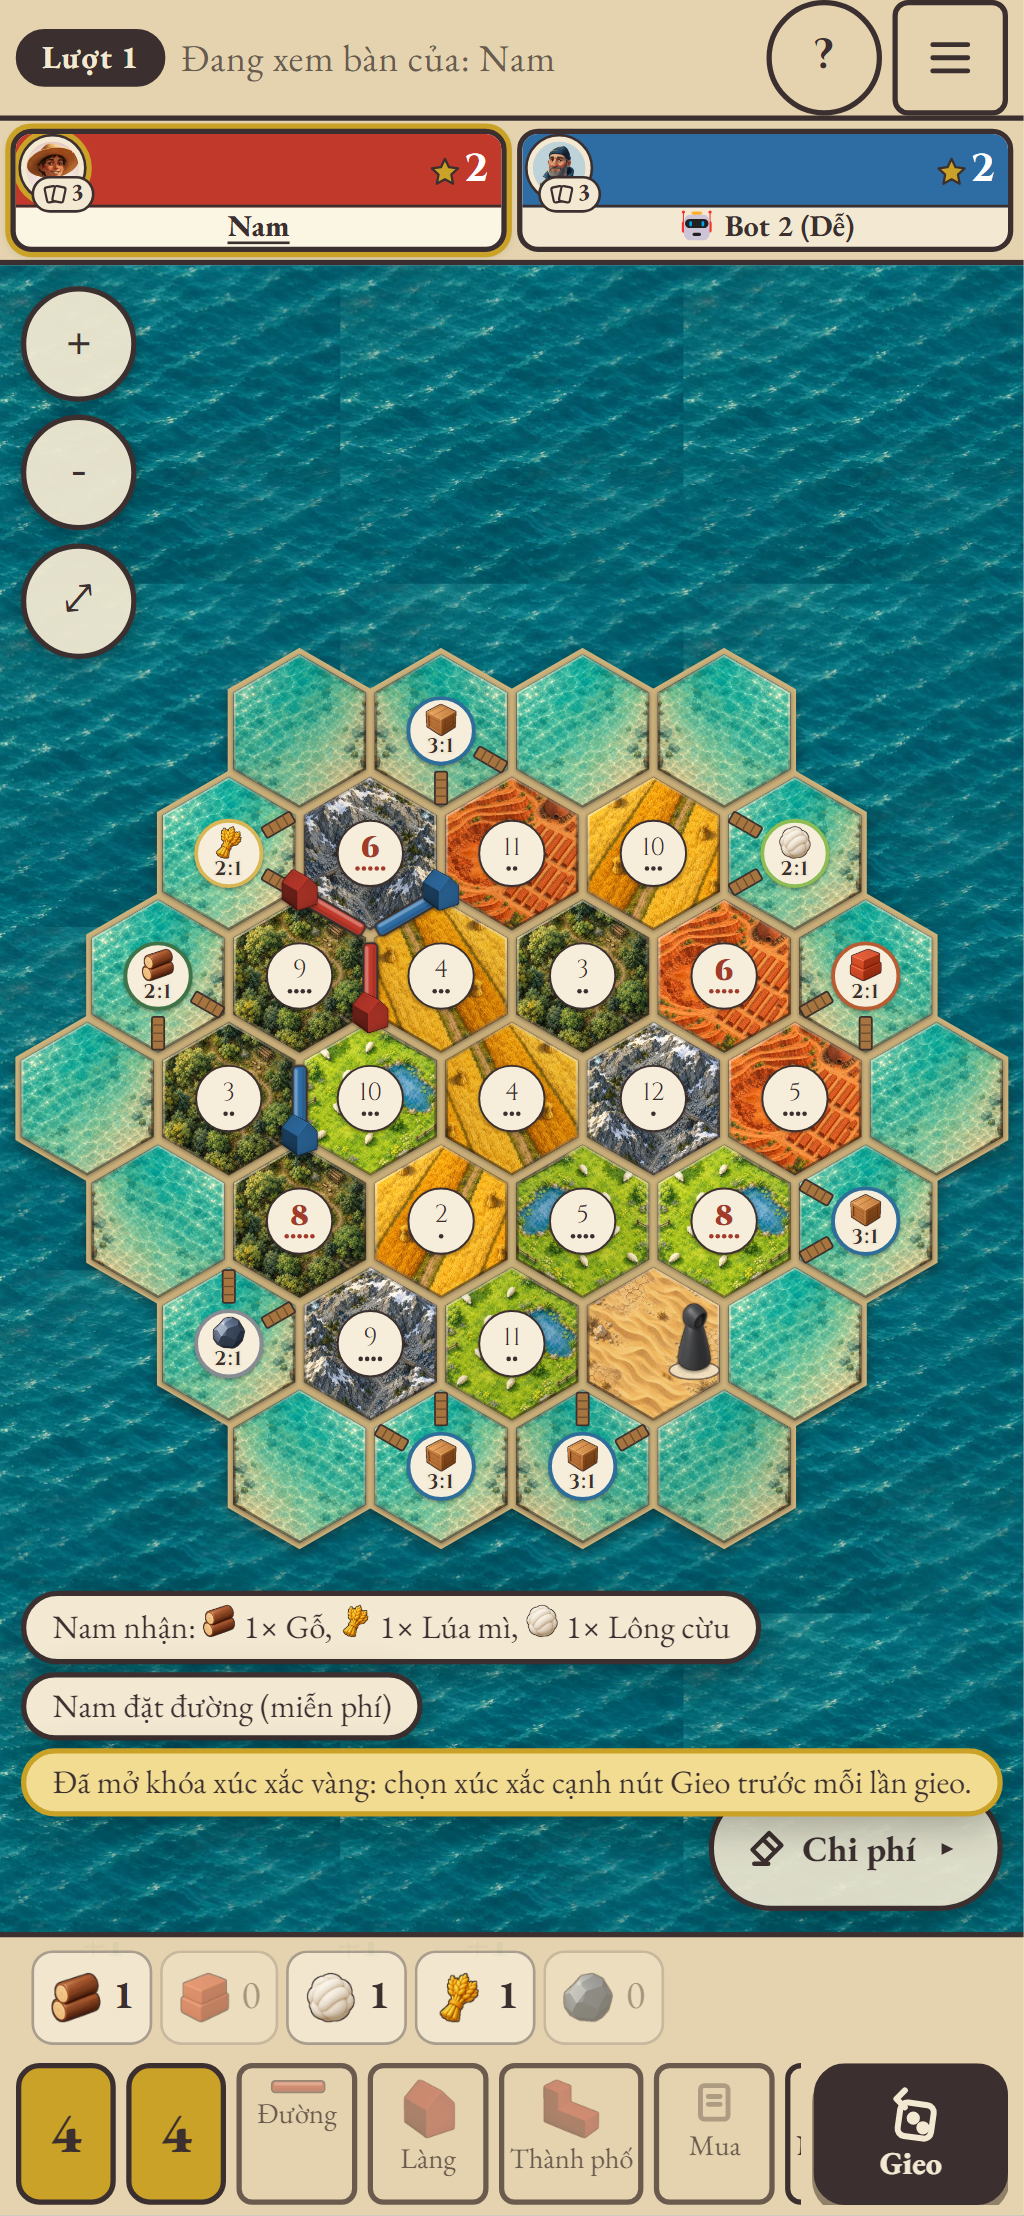 Lượt 1 Đang xem bàn của: Nam ?
2 2
3 3
Nam Bot 2 (Dễ)
+
-
3:1
2:1 6 11 10 2:1
2:1 9 4 3 6 2:1
3 10 4 12 5
8 2 5 8 3:1
2:1 9 11
3:1 3:1
Nam nhận: 1× Gỗ, 1× Lúa mì, 1× Lông cừu
Nam đặt đường (miễn phí)
Đã mở khóa xúc xắc vàng: chọn xúc xắc cạnh nút Gieo trước mỗi lần gieo.
Chi phí
1 0 1 1 0
4 4 Đường Làng Thành phố Mua Gieo